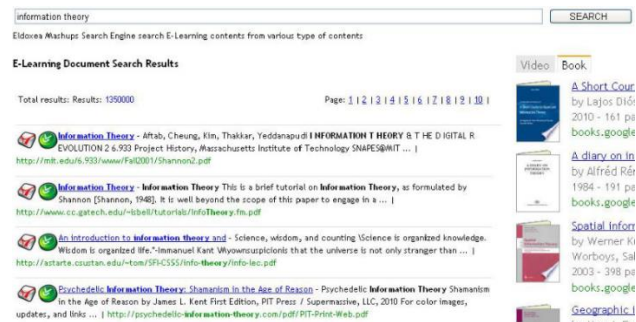 information theory
SEARCH
Eldoxea Mashups Search Engine search E-Learning contents from various type of contents
E-Learning Document Search Results
Total results: Results: 1350000
Page: 1 | 2 | 3 | 4 | 5 | 6 | 7 | 8 | 9 | 10 |
Information Theory - Aftab, Cheung, Kim, Thakkar, Yeddanapudi I NFORMATION T HEORY & T HE D IGITAL R
EVOLUTION 2 6.933 Project History, Massachusetts Institute of Technology SNAPES@MIT ... |
http://mit.edu/6.933/www/Fall2001/Shannon2.pdf
Information Theory - Information Theory This is a brief tutorial on Information Theory, as formulated by
Shannon [Shannon, 1948]. It is well beyond the scope of this paper to engage in a ... |
http://www.cc.gatech.edu/~isbell/tutorials/InfoTheory.fm.pdf
An introduction to information theory and - Science, wisdom, and counting \Science is organized knowledge.
Wisdom is organized life."-Immanuel Kant \Myownsuspicionis that the universe is not only stranger than ... |
http://astarte.csustan.edu/~tom/SFI-CSSS/info-theory/info-lec.pdf
Psychedelic Information Theory: Shamanism in the Age of Reason - Psychedelic Information Theory Shamanism
in the Age of Reason by James L. Kent First Edition, PIT Press / Supermassive, LLC, 2010 For color images,
updates, and links ... | http://psychedelic-information-theory.com/pdf/PIT-Print-Web.pdf
Video Book
A Short Cour
by Lajos Diós
2010 - 161 pa
books.google
A diary on In
by Alfréd Rén
1984 - 191 pa
books.google
Spatial Inform
by Werner Ku
Worboys, Sal
2003 - 398 pa
books.google
Geographic I